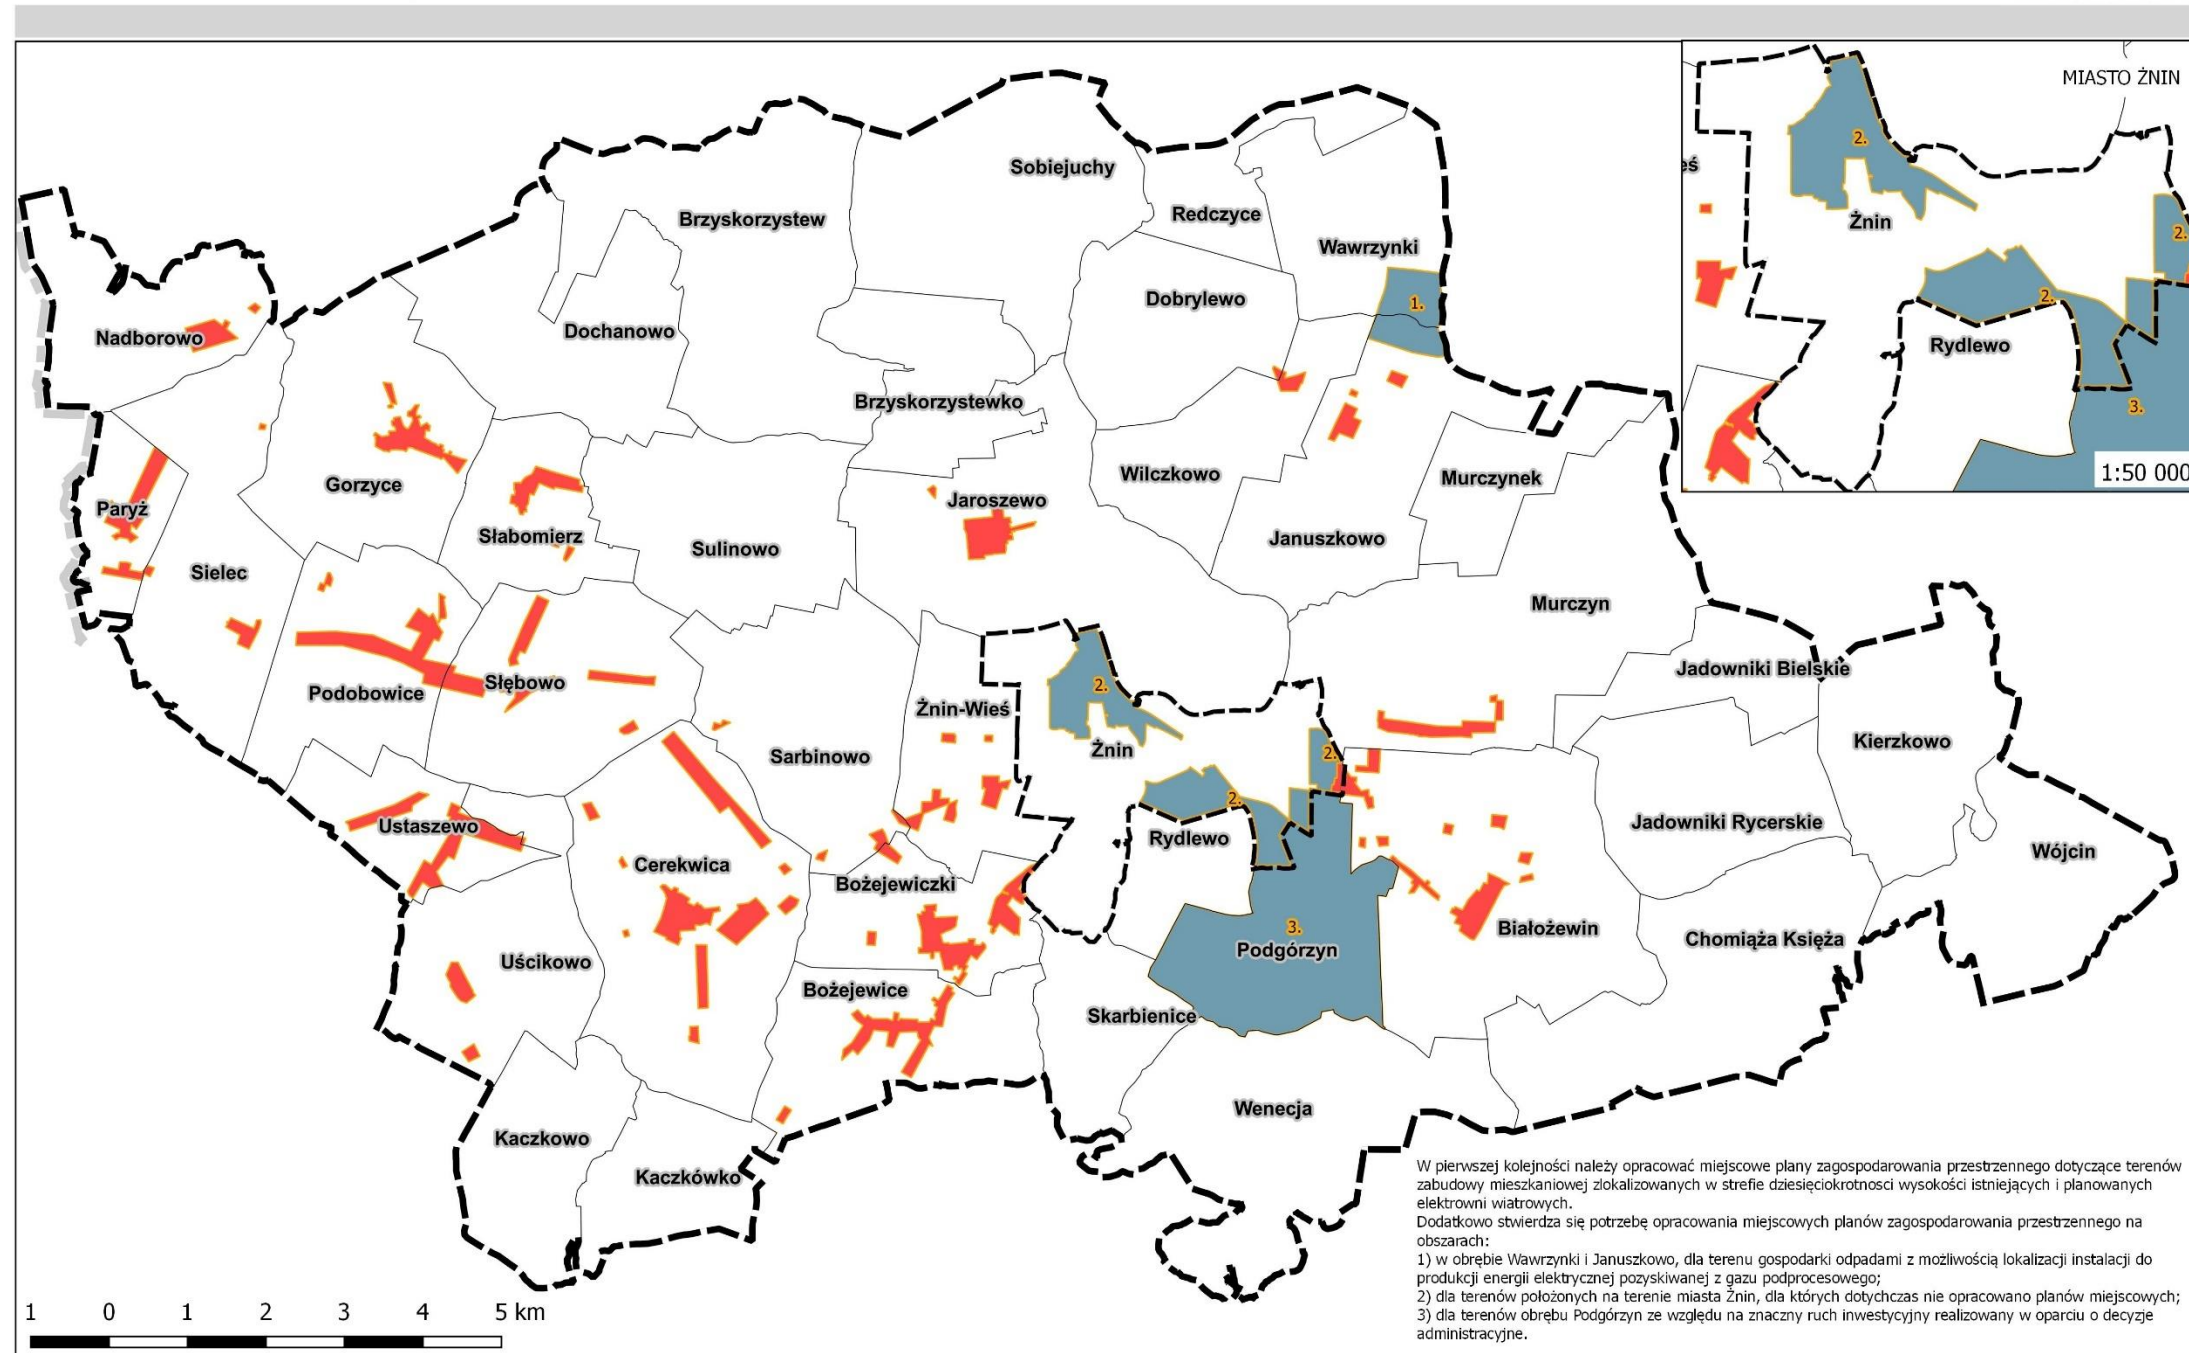 MIASTO ŻNIN
2.
eś
Żnin
2.
2.
Rydlewo
3.
1:50 000
Sobiejuchy
Brzyskorzystew
Redczyce
Wawrzynki
Dobrylewo
1.
Nadborowo
Dochanowo
Brzyskorzystewko
Gorzyce
Wilczkowo
Murczynek
Jaroszewo
Paryż
Słabomierz
Sulinowo
Januszkowo
Sielec
Murczyn
Jadowniki Bielskie
Podobowice
Słębowo
2.
Żnin-Wieś
Żnin
Sarbinowo
2.
Kierzkowo
2.
Ustaszewo
Rydlewo
Jadowniki Rycerskie
Wójcin
Cerekwica
Bożejewiczki
3.
Podgórzyn
Białożewin
Chomiąża Księża
Uścikowo
Bożejewice
Skarbienice
Wenecja
Kaczkowo
Kaczkówko
W pierwszej kolejności należy opracować miejscowe plany zagospodarowania przestrzennego dotyczące terenów
zabudowy mieszkaniowej zlokalizowanych w strefie dziesięciokrotnosci wysokości istniejących i planowanych
elektrowni wiatrowych.
Dodatkowo stwierdza się potrzebę opracowania miejscowych planów zagospodarowania przestrzennego na
obszarach:
1) w obrębie Wawrzynki i Januszkowo, dla terenu gospodarki odpadami z możliwością lokalizacji instalacji do
produkcji energii elektrycznej pozyskiwanej z gazu podprocesowego;
2) dla terenów położonych na terenie miasta Żnin, dla których dotychczas nie opracowano planów miejscowych;
3) dla terenów obrębu Podgórzyn ze względu na znaczny ruch inwestycyjny realizowany w oparciu o decyzje
administracyjne.
1 0 1 2 3 4 5 km